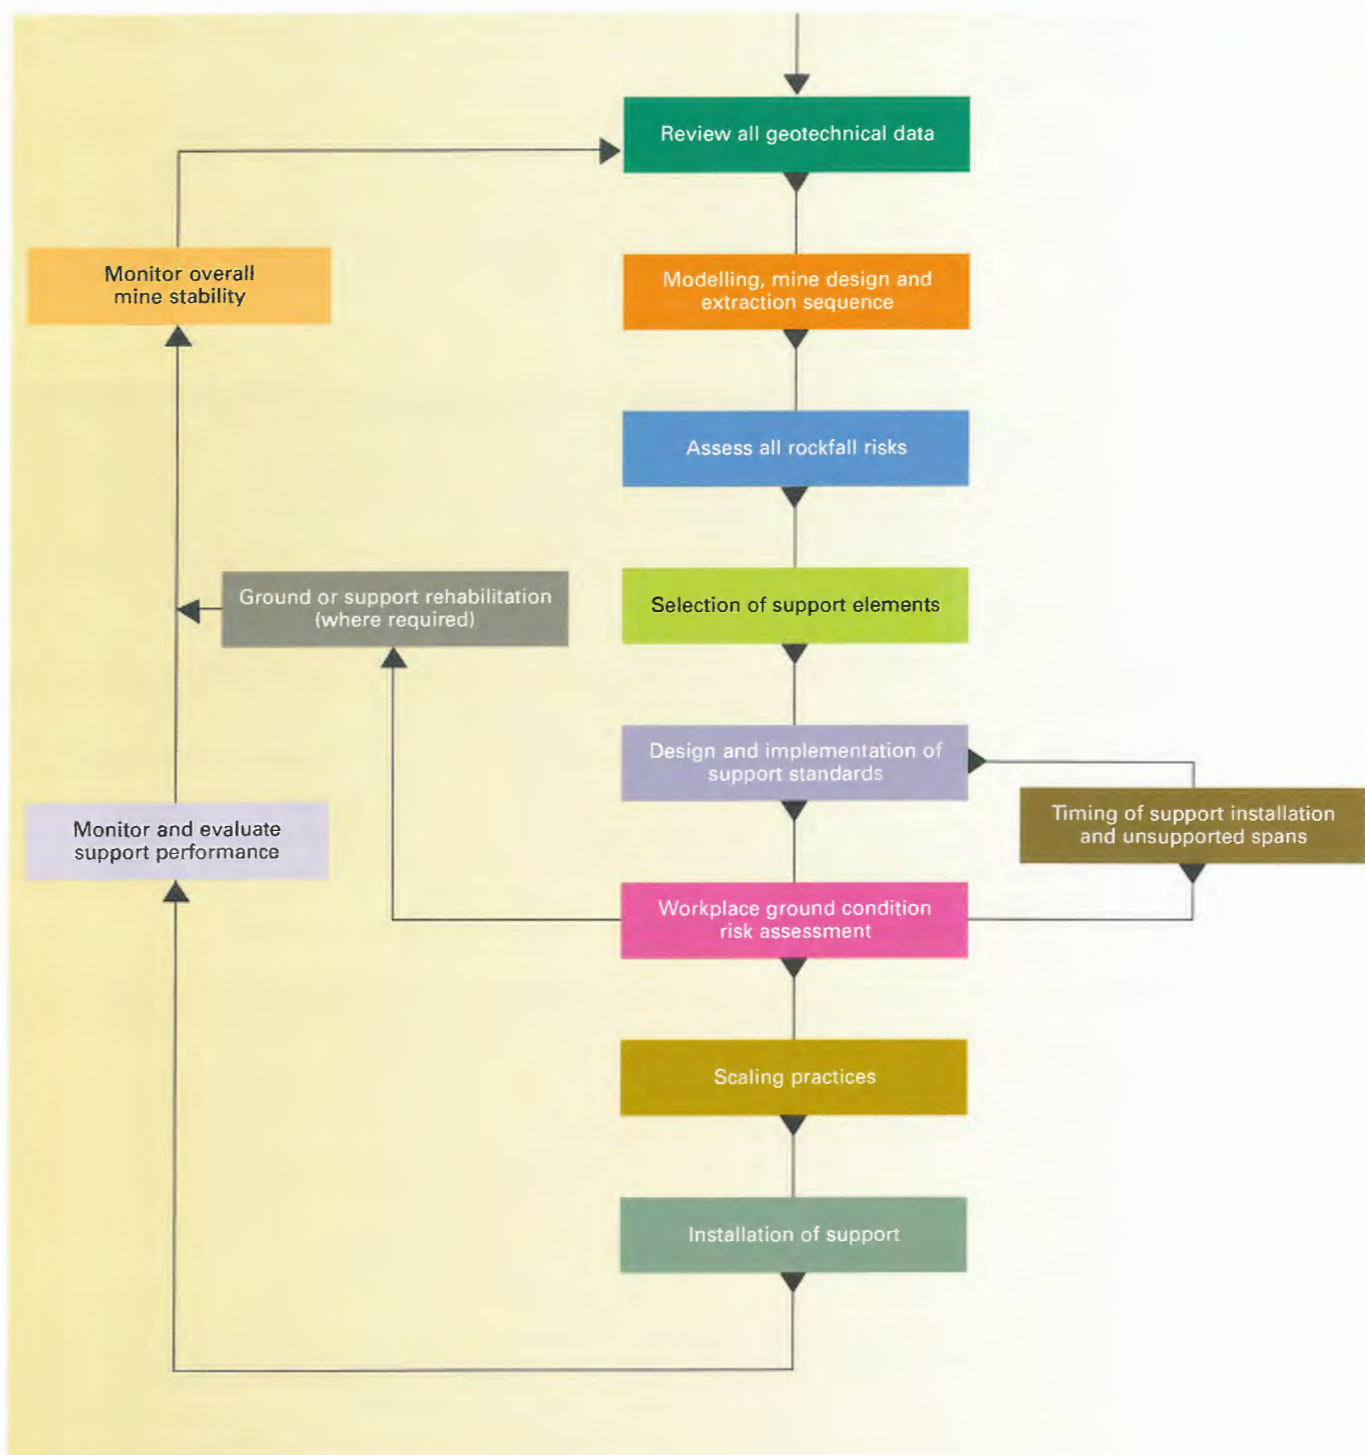 Review all geotechnical data
Monitor overall
mine stability
Modelling, mine design and
extraction sequence
Assess all rockfall risks
Ground or support rehabilitation
(where required)
Selection of support elements
Design and implementation of
support standards
Timing of support installation
and unsupported spans
Monitor and evaluate
support performance
Workplace ground condition
risk assessment
Scaling practices
Installation of support